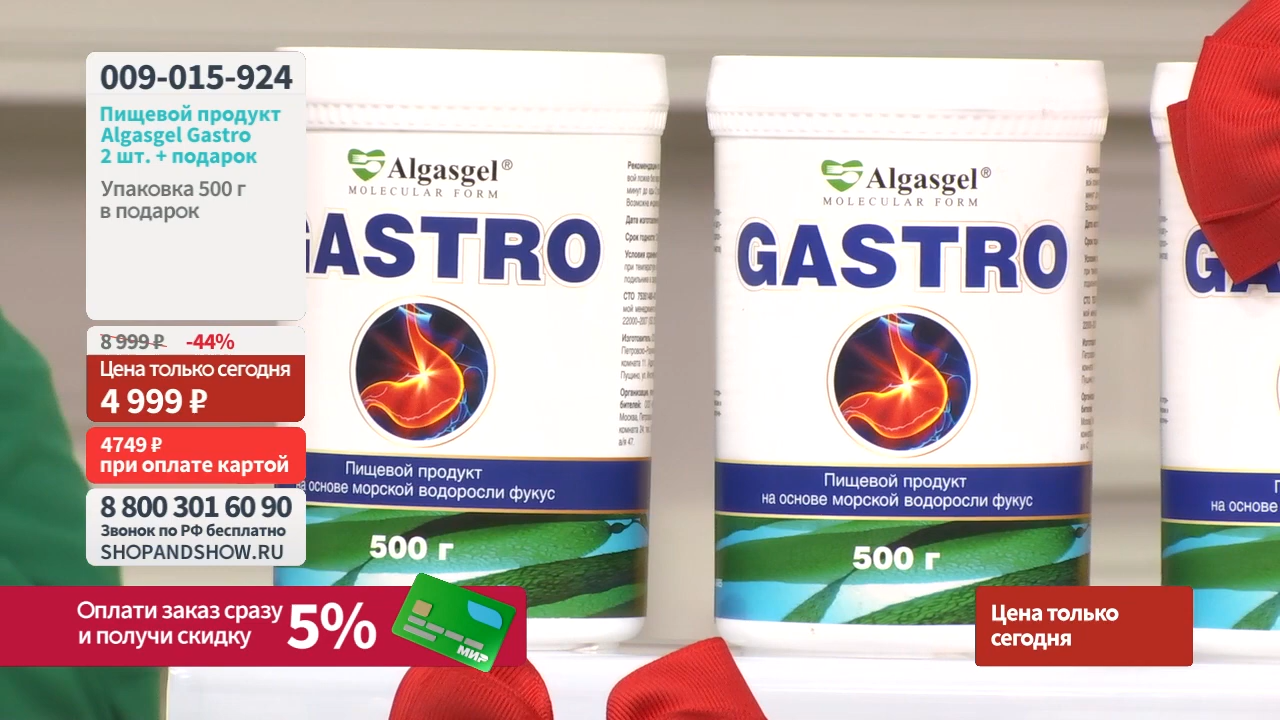 009-015-924
Пищевой продукт
Algasgel Gastro
2 шт. + подарок
Упаковка 500 г
в подарок
8 999 ₽ -44%
Цена только сегодня
4 999 ₽
4749 ₽
при оплате картой
8 800 301 60 90
Звонок по РФ бесплатно
SHOPANDSHOW.RU
Оплати заказ сразу
и получи скидку
5%
МИР
Algasgel®
MOLECULAR FORM
GASTRO
Пищевой продукт
на основе морской водоросли фукус
500 г
Algasgel®
MOLECULAR FORM
GASTRO
Пищевой продукт
на основе морской водоросли фукус
500 г
на основе
Цена только
сегодня